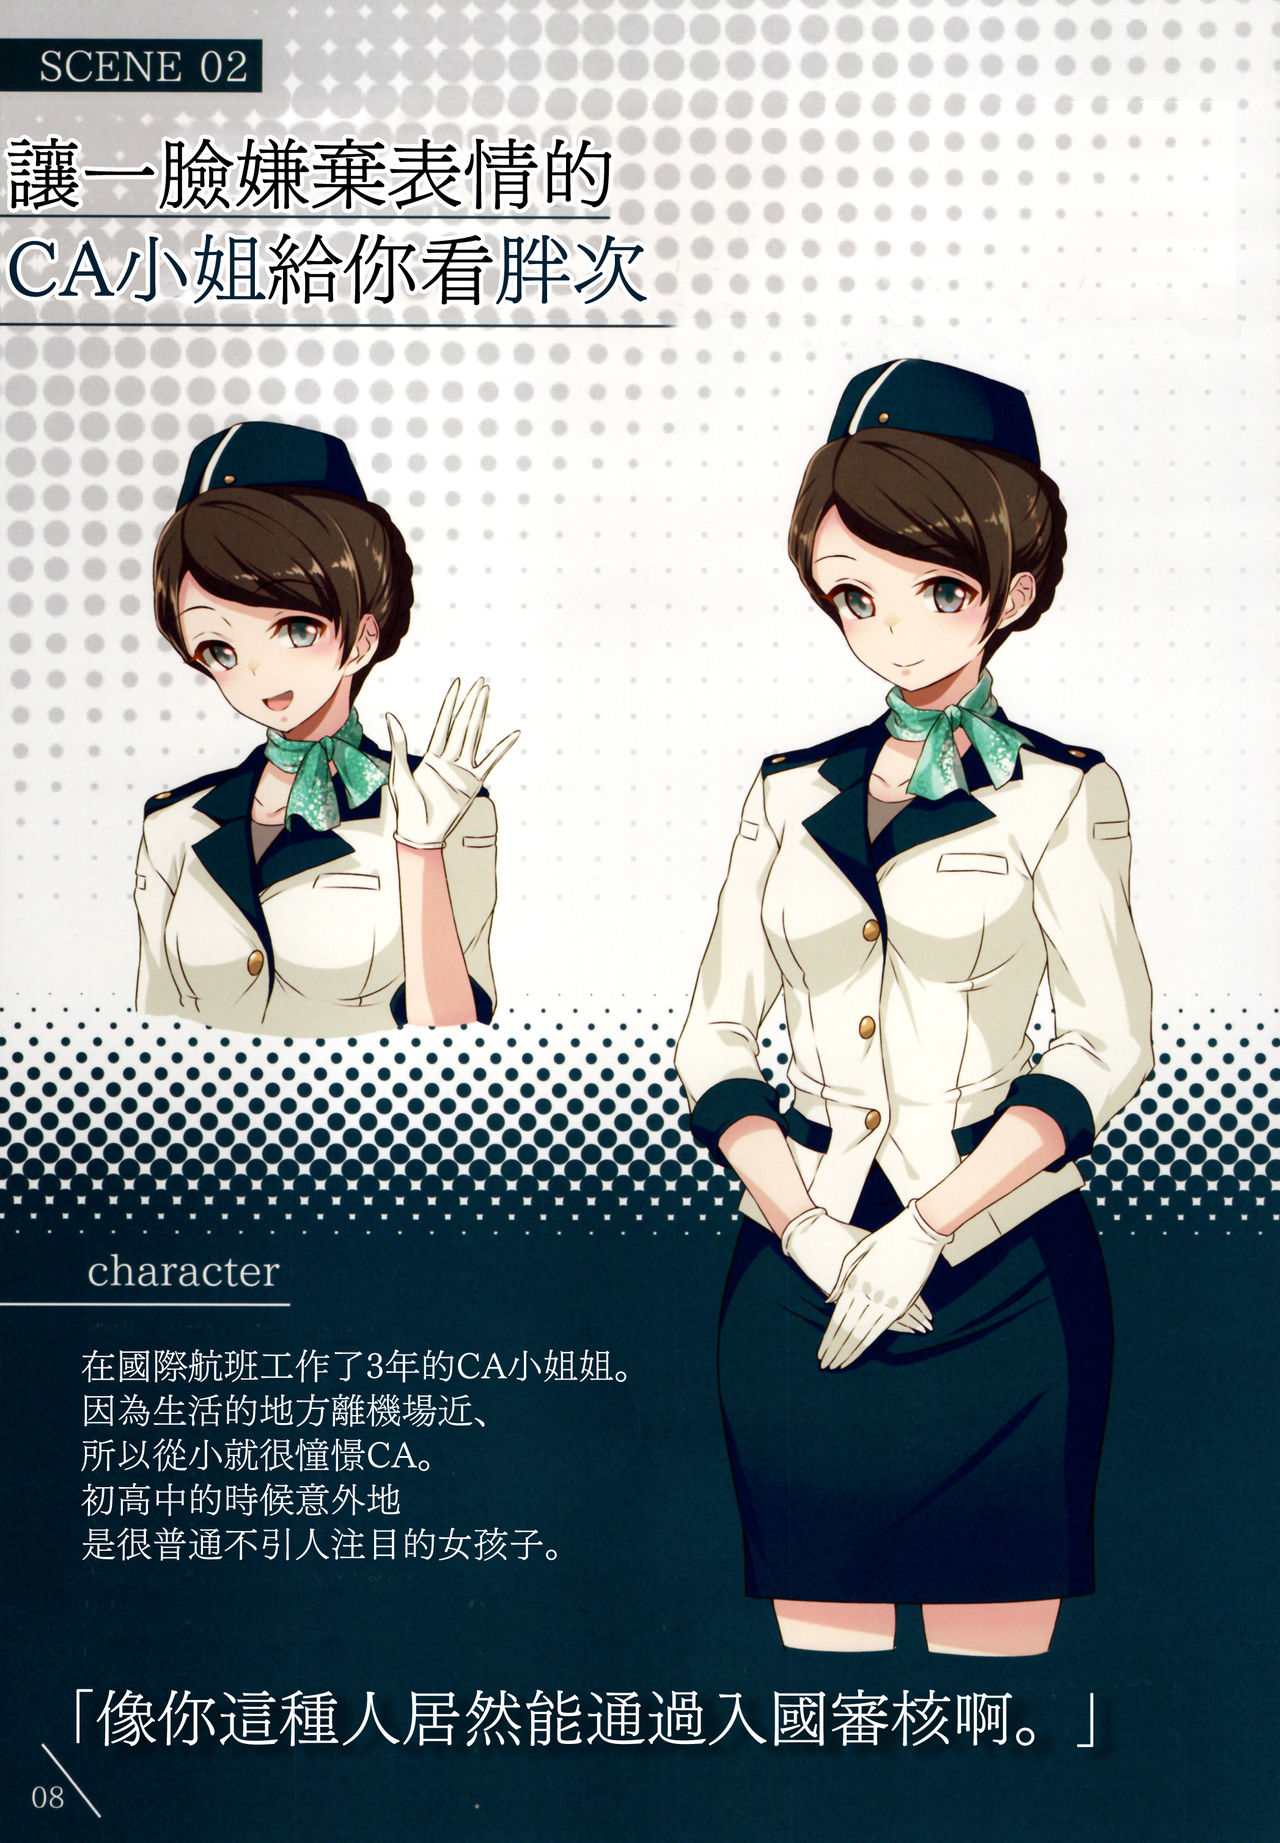 SCENE 02
讓一臉嫌棄表情的
CA小姐給你看胖次
character
在國際航班工作了3年的CA小姐姐。
因為生活的地方離機場近、
所以從小就很憧憬CA。
初高中的時候意外地
是很普通不引人注目的女孩子。
「像你這種人居然能通過入國審核啊。」
08